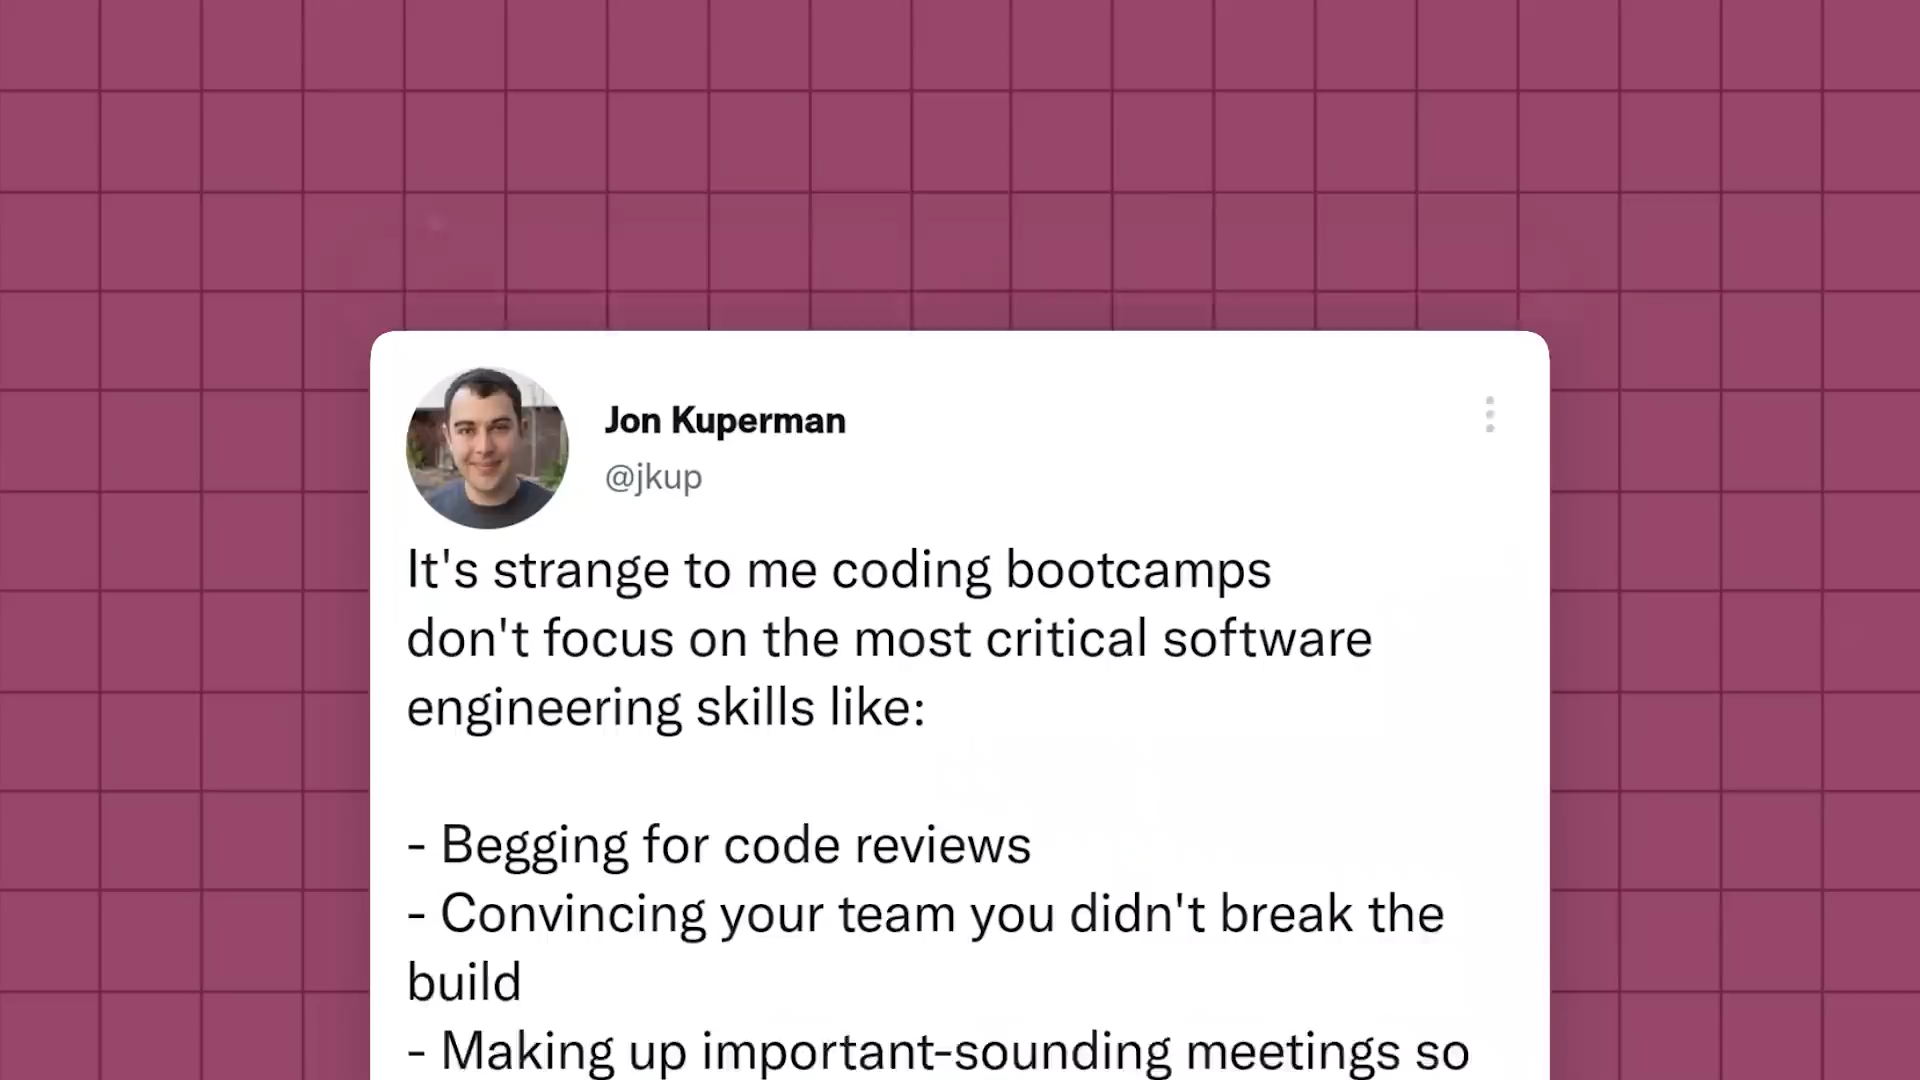 Jon Kuperman
@jkup
It's strange to me coding bootcamps
don't focus on the most critical software
engineering skills like:
- Begging for code reviews
- Convincing your team you didn't break the
build
- Making up important-sounding meetings so